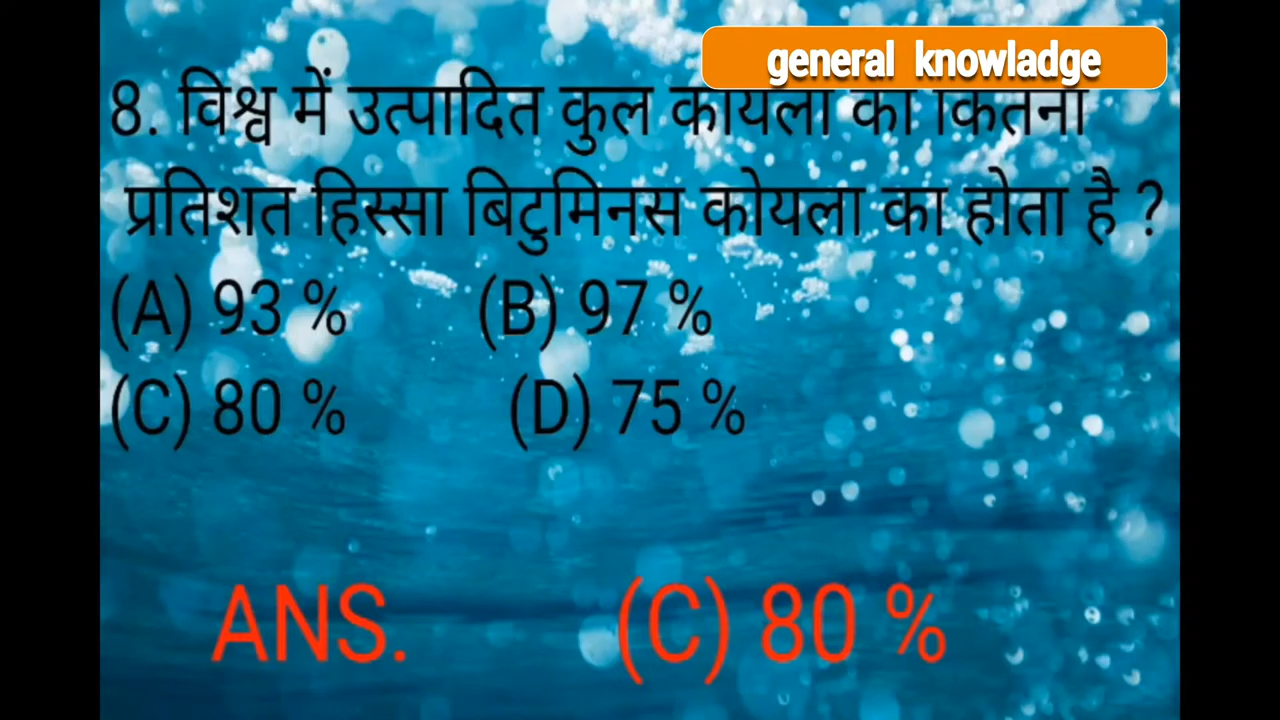 general knowladge
8. विश्व में उत्पादित कुल कोयला का कितना
प्रतिशत हिस्सा बिटुमिनस कोयला का होता है ?
(A) 93 % (B) 97 %
(C) 80 % (D) 75 %
ANS. (C) 80 %